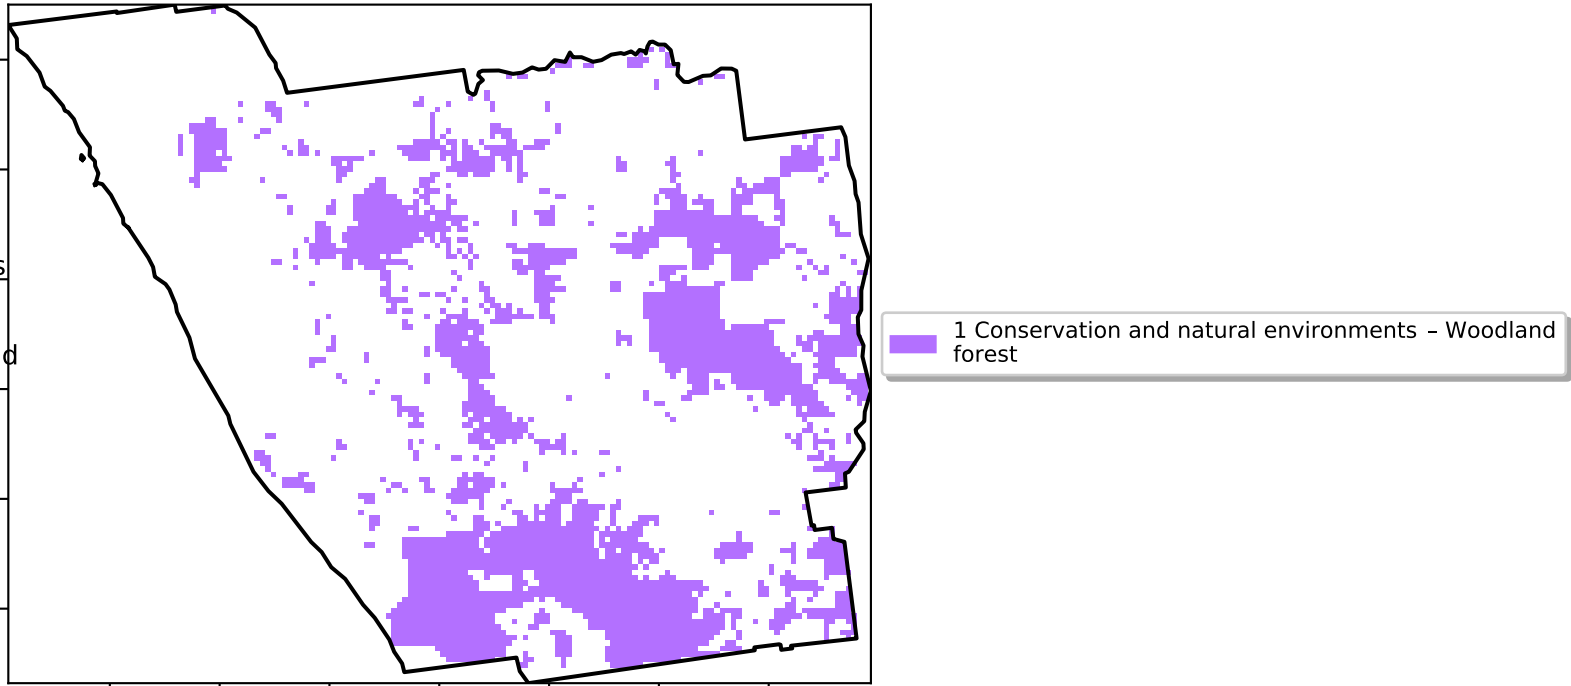 d
1 Conservation and natural environments – Woodland
forest